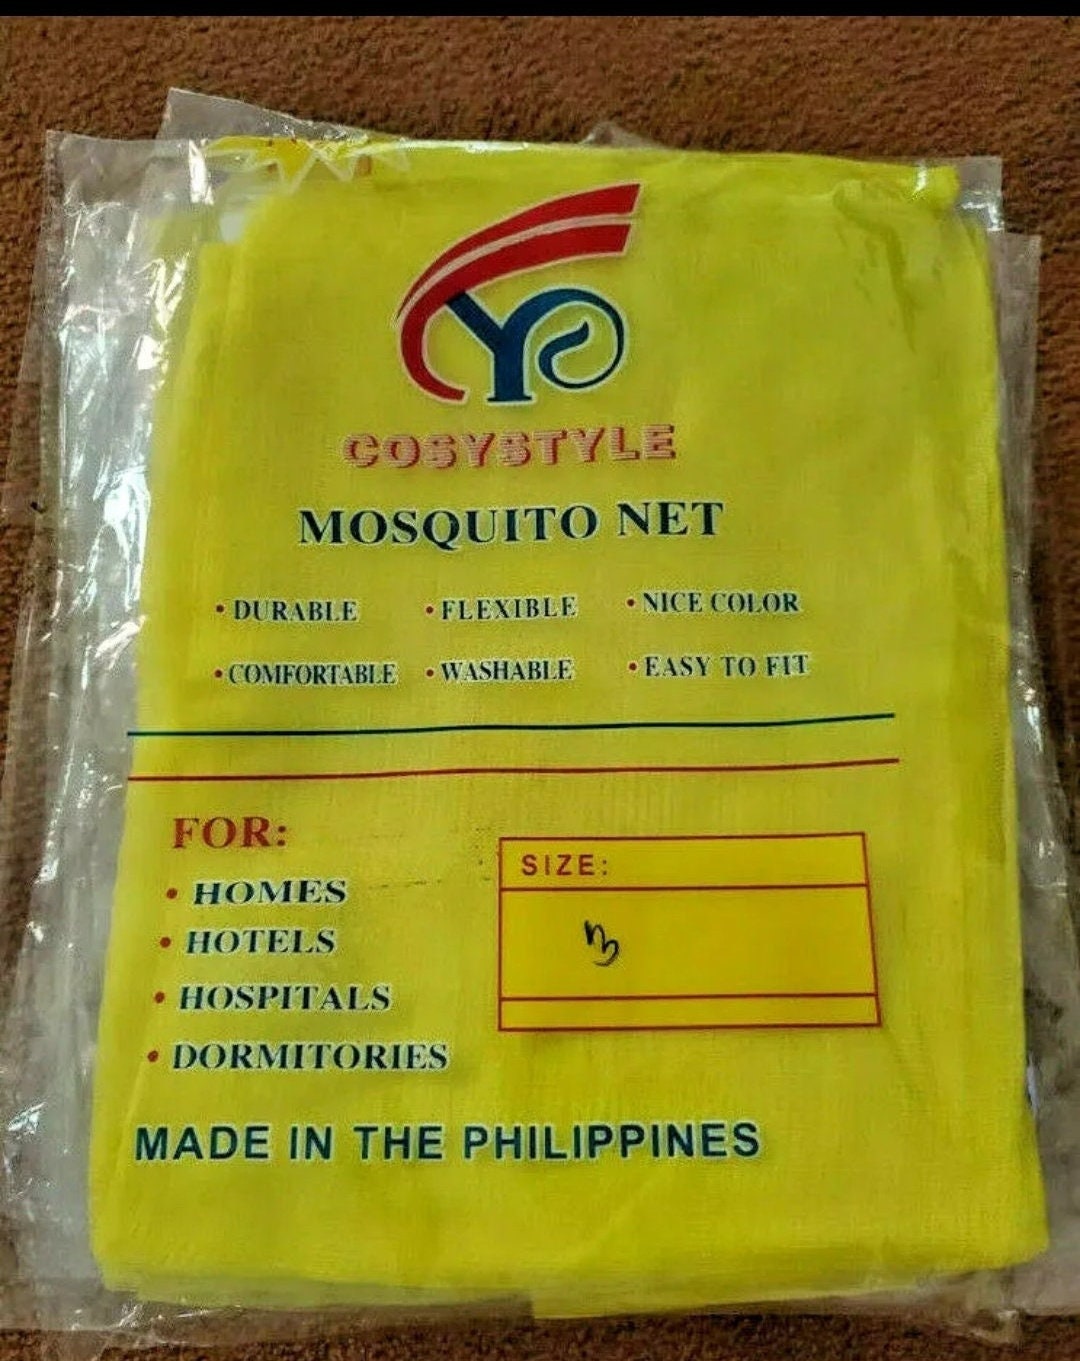 COSYSTYLE
MOSQUITO NET
• DURABLE • FLEXIBLE • NICE COLOR
• COMFORTABLE • WASHABLE • EASY TO FIT
FOR:
• HOMES
• HOTELS
• HOSPITALS
• DORMITORIES
SIZE:
MADE IN THE PHILIPPINES